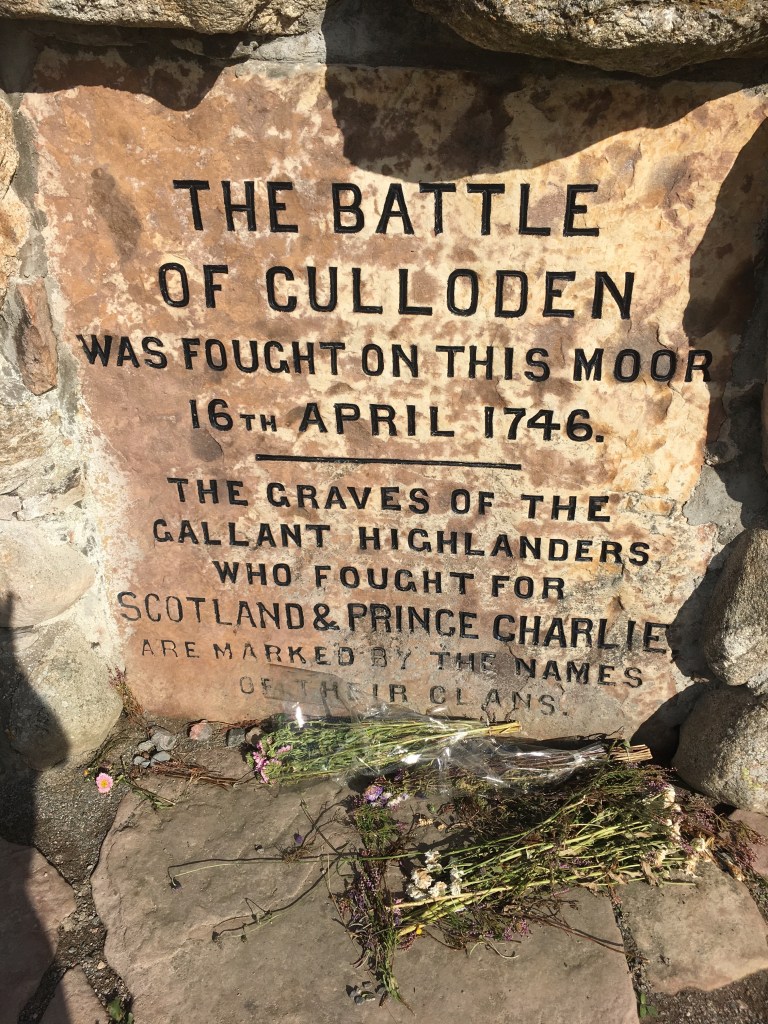 THE BATTLE
OF CULLODEN
WAS FOUGHT ON THIS MOOR
16TH APRIL 1746.
THE GRAVES OF THE
GALLANT HIGHLANDERS
WHO FOUGHT FOR
SCOTLAND & PRINCE CHARLIE,
ARE MARKED BY THE NAMES
OF THEIR CLANS.